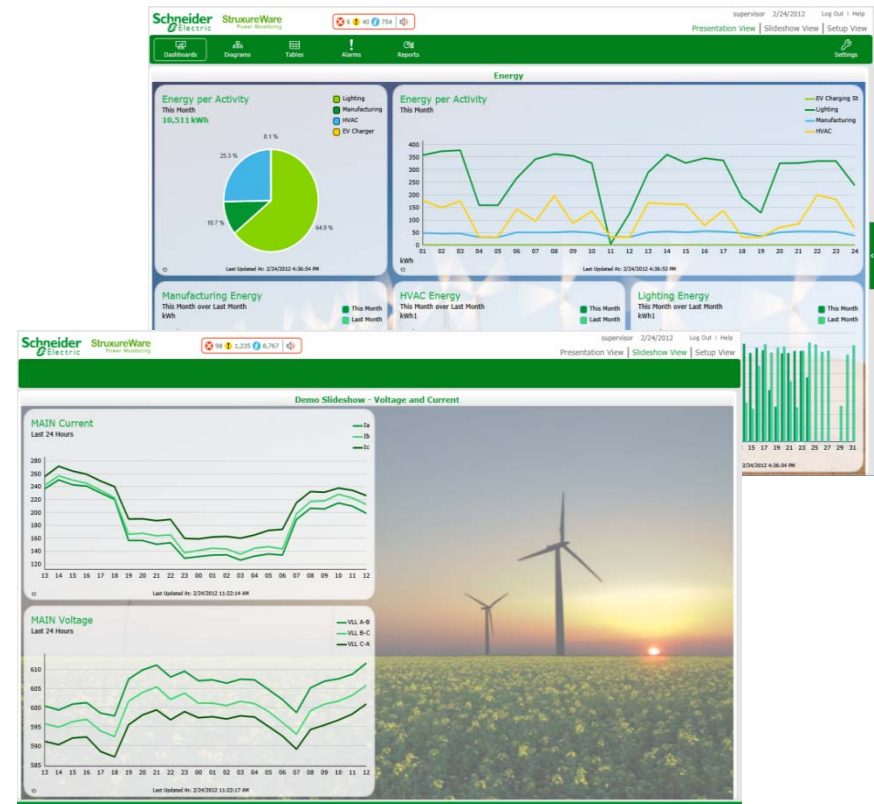 Schneider Electric
StruxureWare
Power Monitoring
6 40 754
supervisor 2/24/2012 Log Out | Help
Presentation View | Slideshow View | Setup View
Dashboards Diagrams Tables Alarms Reports Settings
Energy
Energy per Activity
This Month
10,511 kWh
Lighting
Manufacturing
HVAC
EV Charger
0.1 %
25.3 %
10.7 %
64.0 %
Last Updated At: 2/24/2012 4:36:54 PM
Energy per Activity
This Month
EV Charging St
Lighting
Manufacturing
HVAC
400
350
300
250
200
150
100
50
0
01 02 03 04 05 06 07 08 09 10 11 12 13 14 15 16 17 18 19 20 21 22 23 24
kWh
Last Updated At: 2/24/2012 4:36:53 PM
Manufacturing Energy
This Month over Last Month
kWh
This Month
Last Month
HVAC Energy
This Month over Last Month
kWh1
This Month
Last Month
Lighting Energy
This Month over Last Month
kWh1
This Month
Last Month
15 17 19 21 23 25 27 29 31
2/24/2012 4:36:54 PM
Schneider Electric
StruxureWare
Power Monitoring
98 1,235 8,767
supervisor 2/24/2012 Log Out | Help
Presentation View | Slideshow View | Setup View
Demo Slideshow - Voltage and Current
MAIN Current
Last 24 Hours
Ia
Ib
Ic
280
260
240
220
200
180
160
140
120
13 14 15 16 17 18 19 20 21 22 23 00 01 02 03 04 05 06 07 08 09 10 11 12
Last Updated At: 2/24/2012 11:22:14 AM
MAIN Voltage
Last 24 Hours
VLL A-B
VLL B-C
VLL C-A
610
605
600
595
590
585
13 14 15 16 17 18 19 20 21 22 23 00 01 02 03 04 05 06 07 08 09 10 11 12
Last Updated At: 2/24/2012 11:22:17 AM